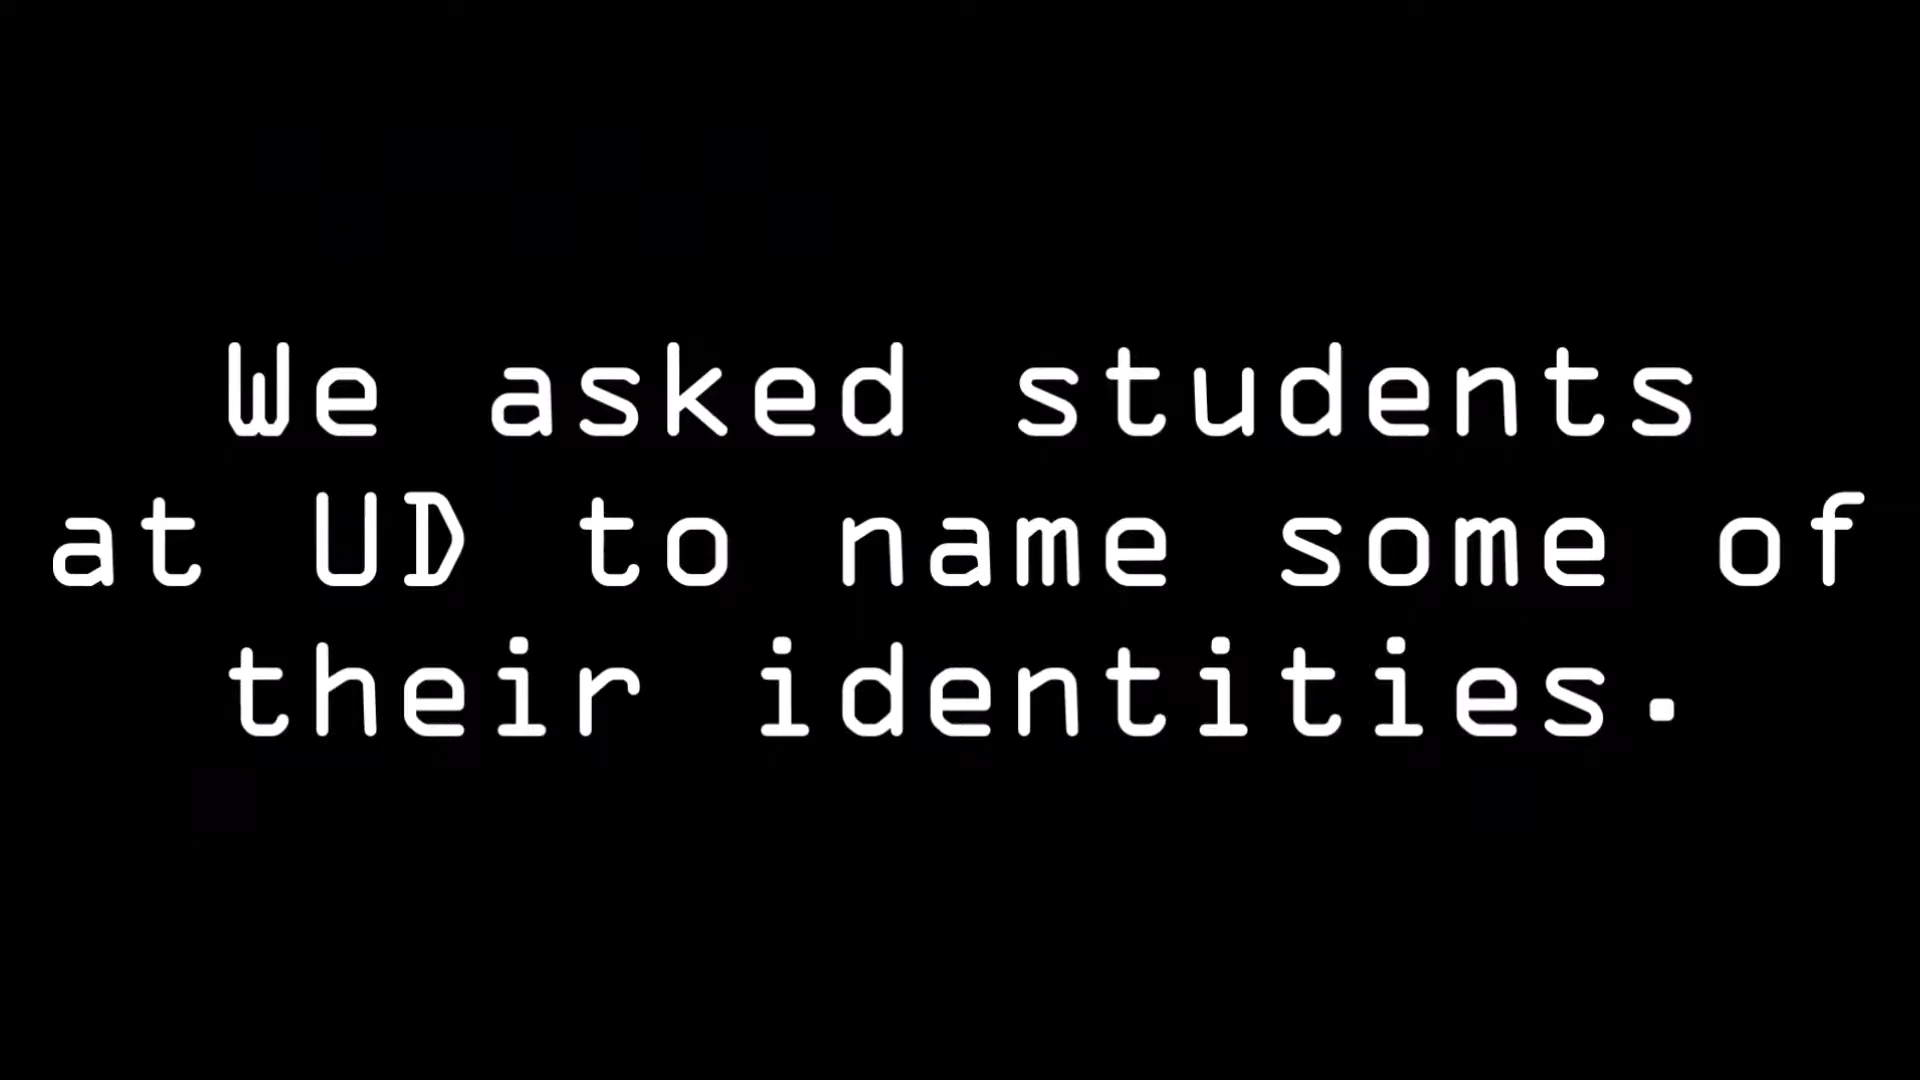 We asked students
at UD to name some of
their identities.